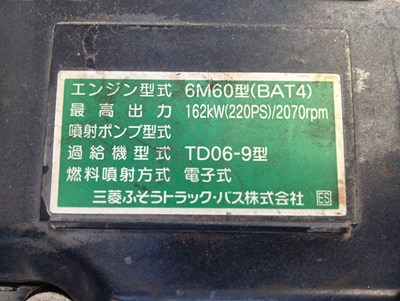 エンジン型式 6M60型(BAT4)
最高出力 162kW(220PS)/2070rpm
噴射ポンプ型式
過給機型式 TD06-9型
燃料噴射方式 電子式
三菱ふそうトラック・バス株式会社 ES